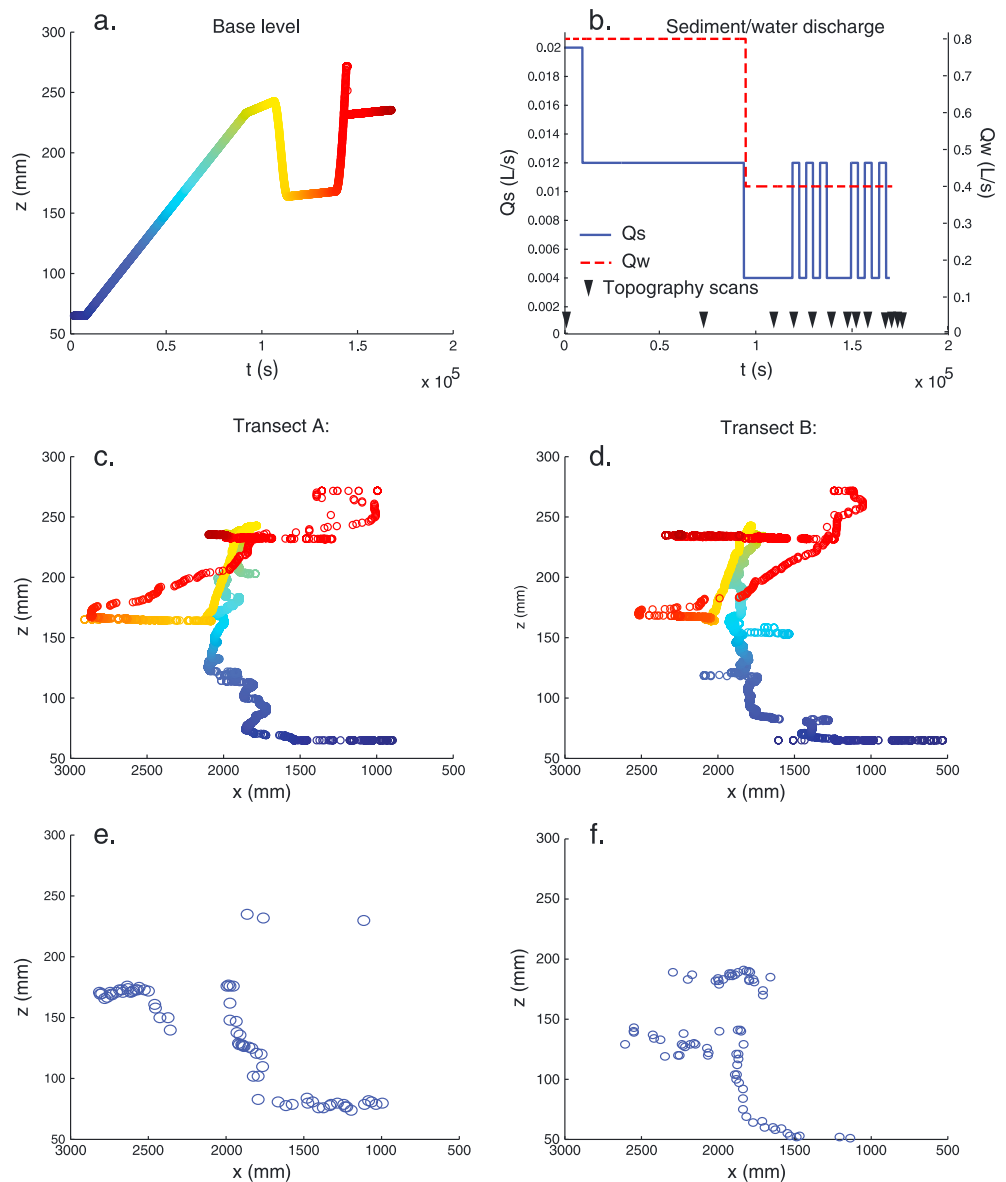 a.
Base level
300
250
200
150
100
50
z (mm)
0
1
2
t (s)
x 10^5
b.
Sediment/water discharge
0.02
0.018
0.016
0.014
0.012
0.01
0.008
0.006
0.004
0.002
0
Qs (L/s)
0.8
0.7
0.6
0.5
0.4
0.3
0.2
0.1
0
Qw (L/s)
Qs
Qw
Topography scans
0
0.5
1
1.5
2
t (s)
x 10^5
Transect A:
c.
300
250
200
150
100
50
z (mm)
3000
2500
2000
1500
1000
500
x (mm)
Transect B:
d.
300
250
200
150
100
50
z (mm)
3000
2500
2000
1500
1000
500
x (mm)
e.
300
250
200
150
100
50
z (mm)
3000
2500
2000
1500
1000
500
x (mm)
f.
300
250
200
150
100
50
z (mm)
3000
2500
2000
1500
1000
500
x (mm)